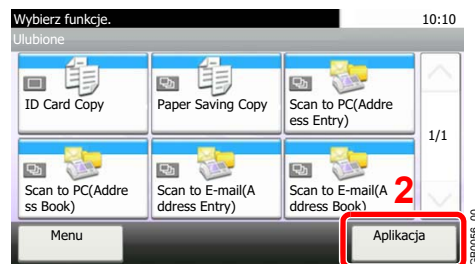 Wybierz funkcje.
10:10
Ulubione
ID Card Copy
Paper Saving Copy
Scan to PC(Addre
ess Entry)
1/1
Scan to PC(Addre
ss Book)
Scan to E-mail(A
ddress Entry)
Scan to E-mail(A
ddress Book)
2
Menu
Aplikacja